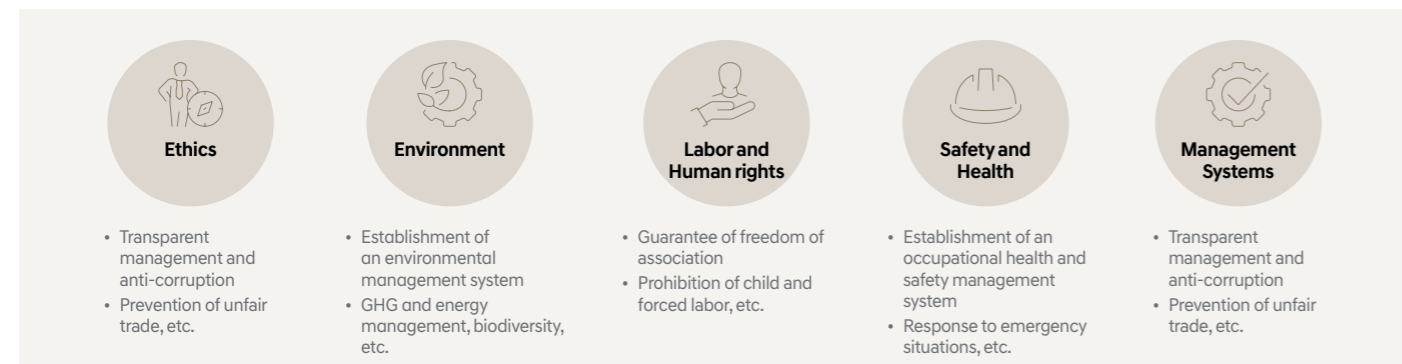 Ethics
• Transparent
management and
anti-corruption
• Prevention of unfair
trade, etc.
Environment
• Establishment of
an environmental
management system
• GHG and energy
management, biodiversity,
etc.
Labor and
Human rights
• Guarantee of freedom of
association
• Prohibition of child and
forced labor, etc.
Safety and
Health
• Establishment of an
occupational health and
safety management
system
• Response to emergency
situations, etc.
Management
Systems
• Transparent
management and
anti-corruption
• Prevention of unfair
trade, etc.